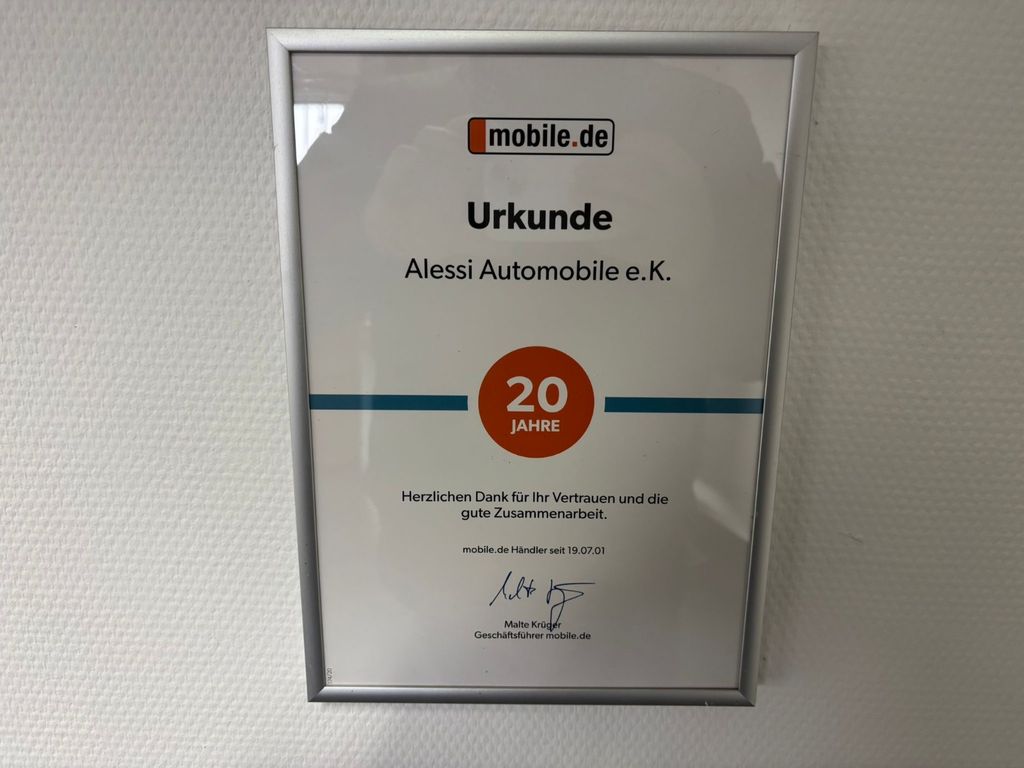 mobile.de
Urkunde
Alessi Automobile e.K.
20
JAHRE
Herzlichen Dank für Ihr Vertrauen und die
gute Zusammenarbeit.
mobile.de Händler seit 19.07.01
Malte Krüger
Geschäftsführer mobile.de